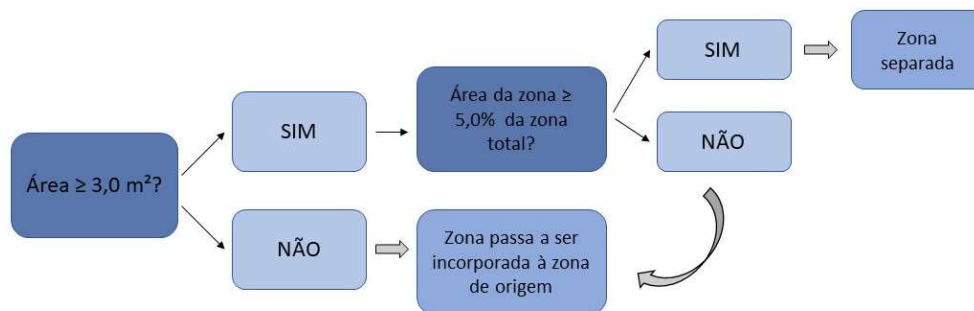 Área ≥ 3,0 m²?
SIM
NÃO
Área da zona ≥
5,0% da zona
total?
Zona passa a ser
incorporada à zona
de origem
SIM
NÃO
Zona
separada